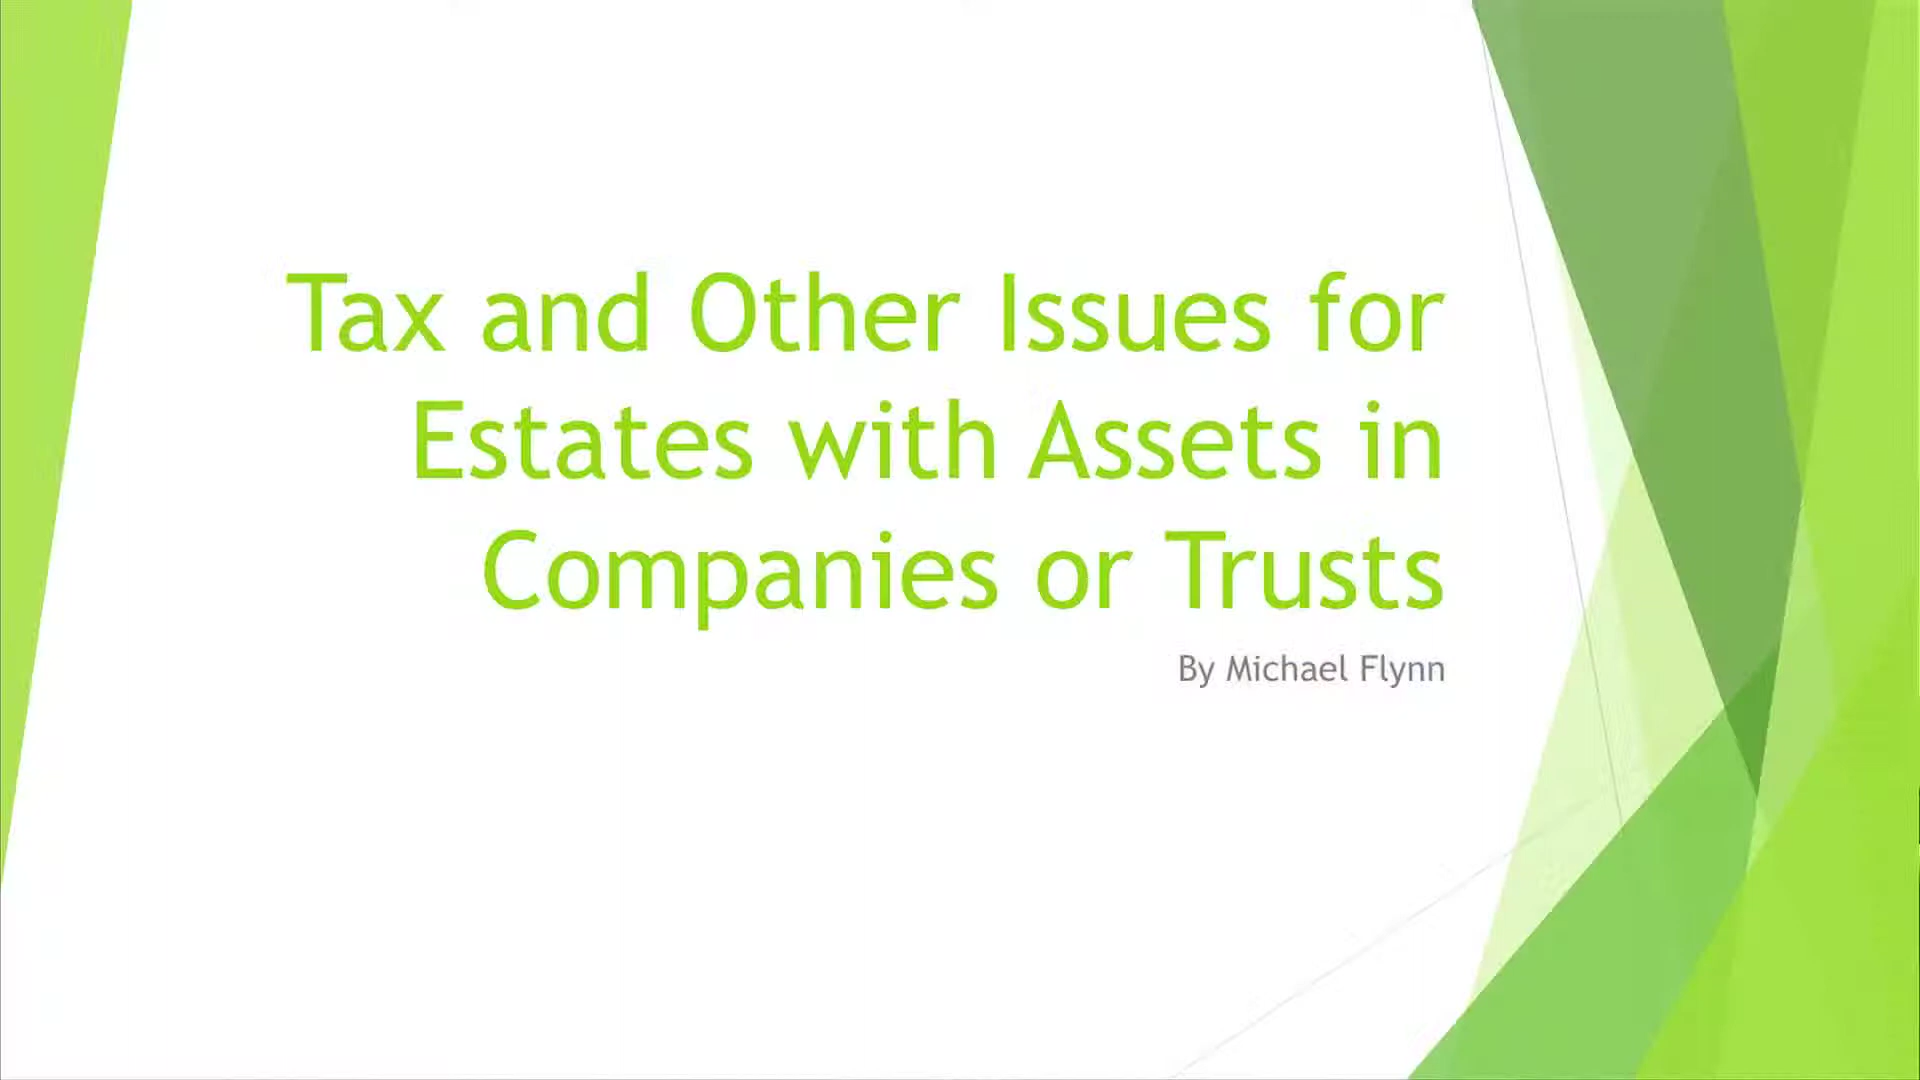 Tax and Other Issues for
Estates with Assets in
Companies or Trusts
By Michael Flynn